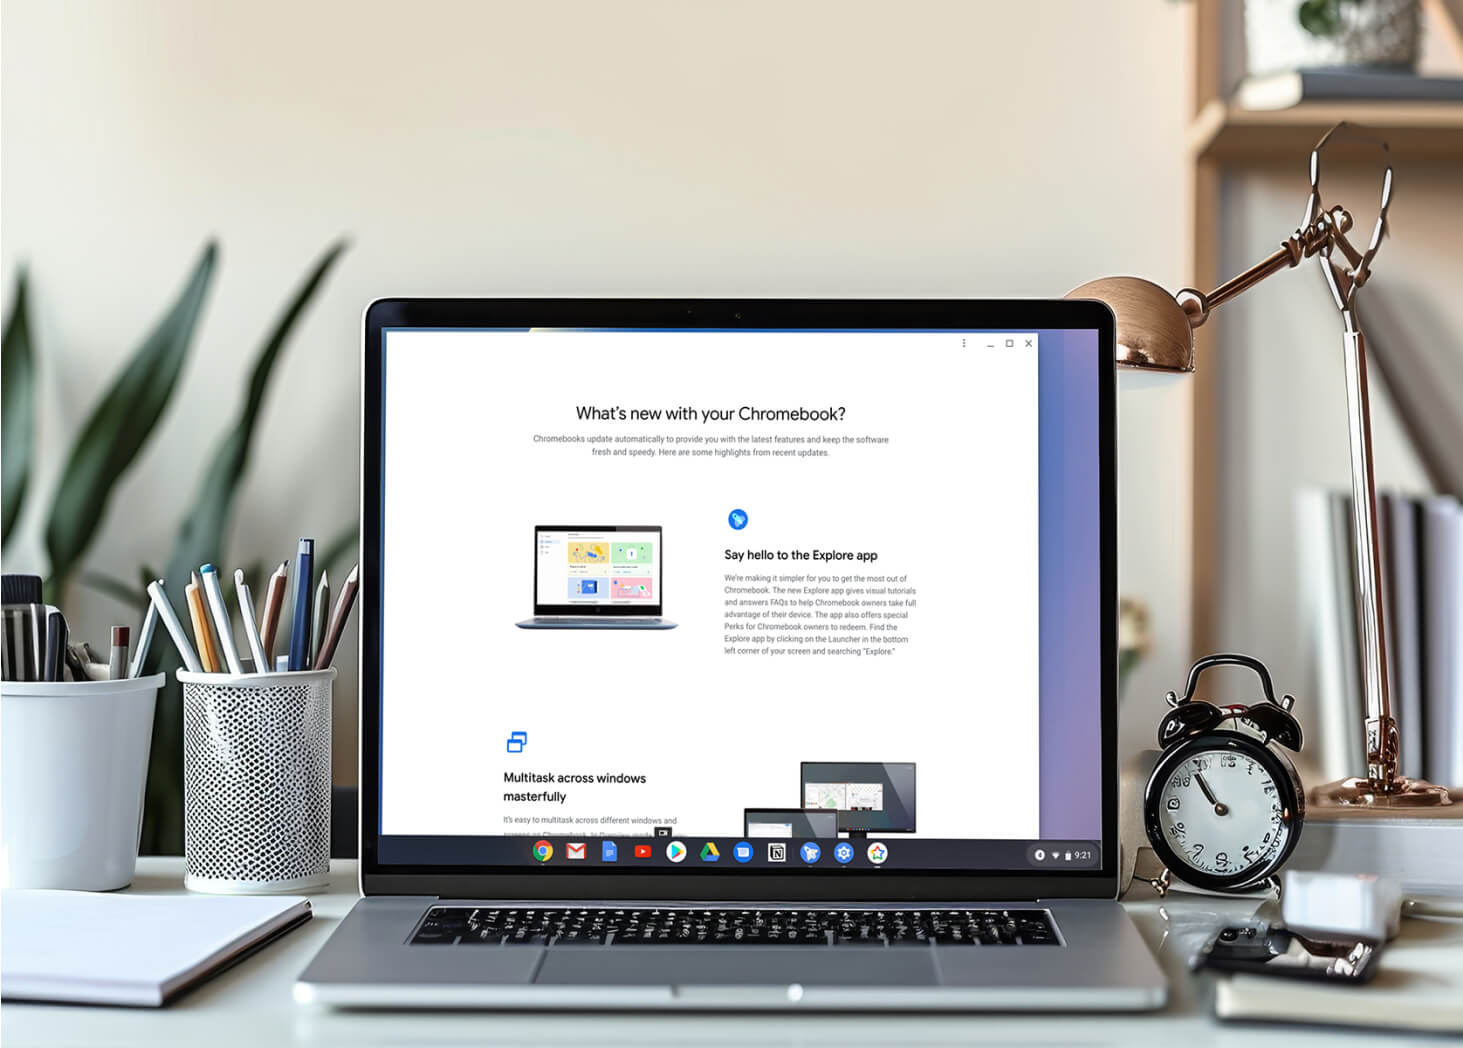 What's new with your Chromebook?
Chromebooks update automatically to provide you with the latest features and keep the software
fresh and speedy. Here are some highlights from recent updates.
Say hello to the Explore app
We're making it simpler for you to get the most out of
Chromebook. The new Explore app gives visual tutorials
and answers FAQs to help Chromebook owners take full
advantage of their device. The app also offers special
Perks for Chromebook owners to redeem. Find the
Explore app by clicking on the Launcher in the bottom
left corner of your screen and searching "Explore."
Multitask across windows
masterfully
It's easy to multitask across different windows and
screens on Chromebook. In Overview mode
9:21